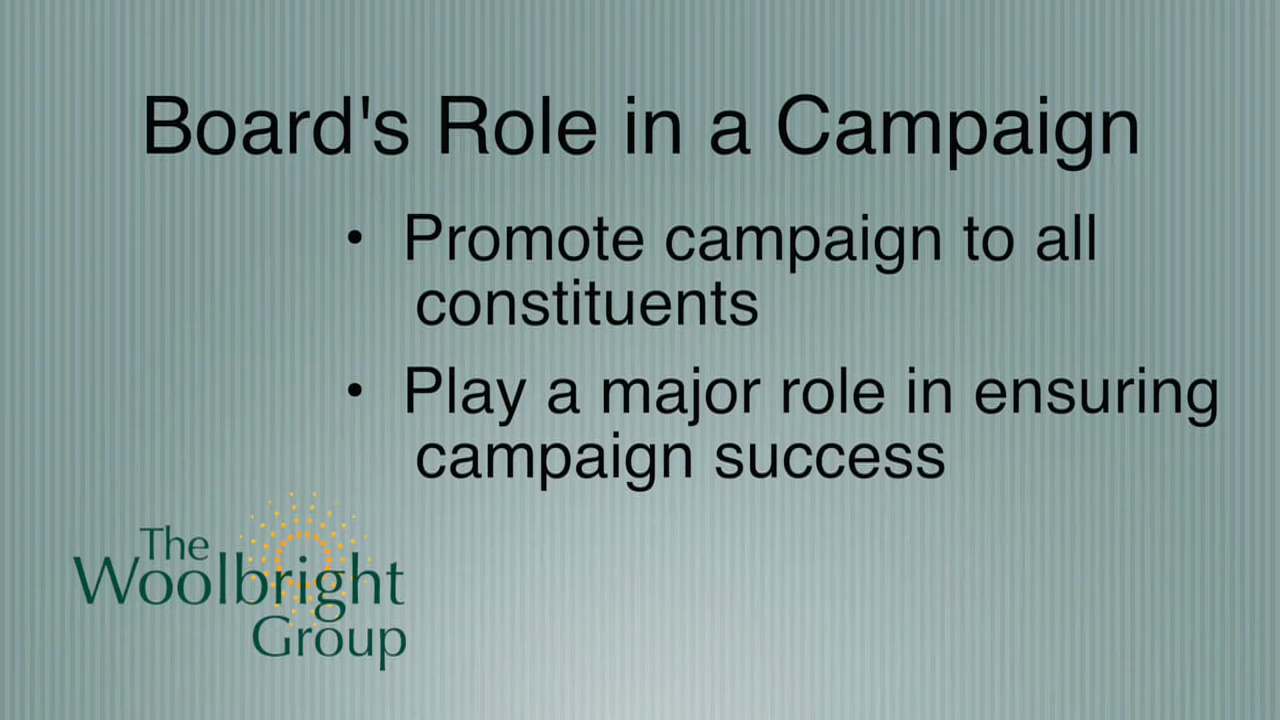 Board's Role in a Campaign
• Promote campaign to all
constituents
• Play a major role in ensuring
campaign success
The
Woolbright
Group